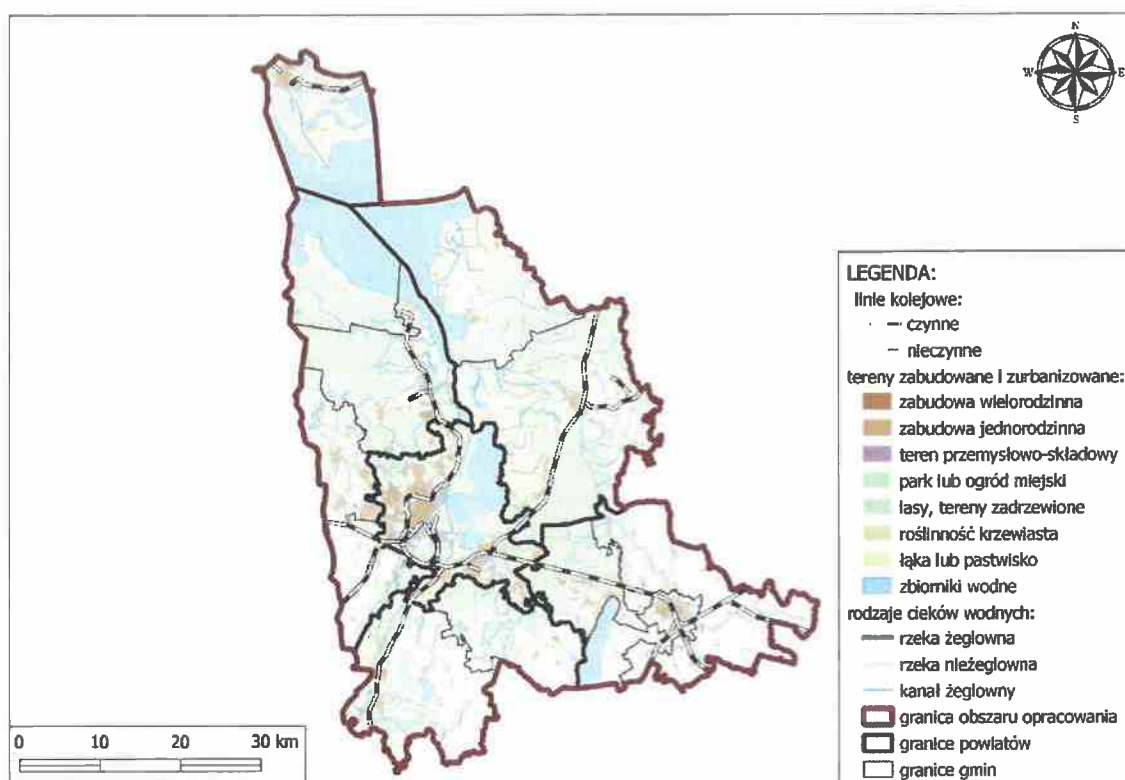 N
W
E
S
LEGENDA:
linie kolejowe:
czynne
nieczynne
tereny zabudowane i zurbanizowane:
zabudowa wielorodzinna
zabudowa jednorodzinna
teren przemysłowo-składowy
park lub ogród miejski
lasy, tereny zadrzewione
roślinność krzewiasta
łąka lub pastwisko
zbiorniki wodne
rodzaje cieków wodnych:
rzeka żeglowna
rzeka nieżeglowna
kanał żeglowny
granica obszaru opracowania
granice powiatów
granice gmin
0 10 20 30 km